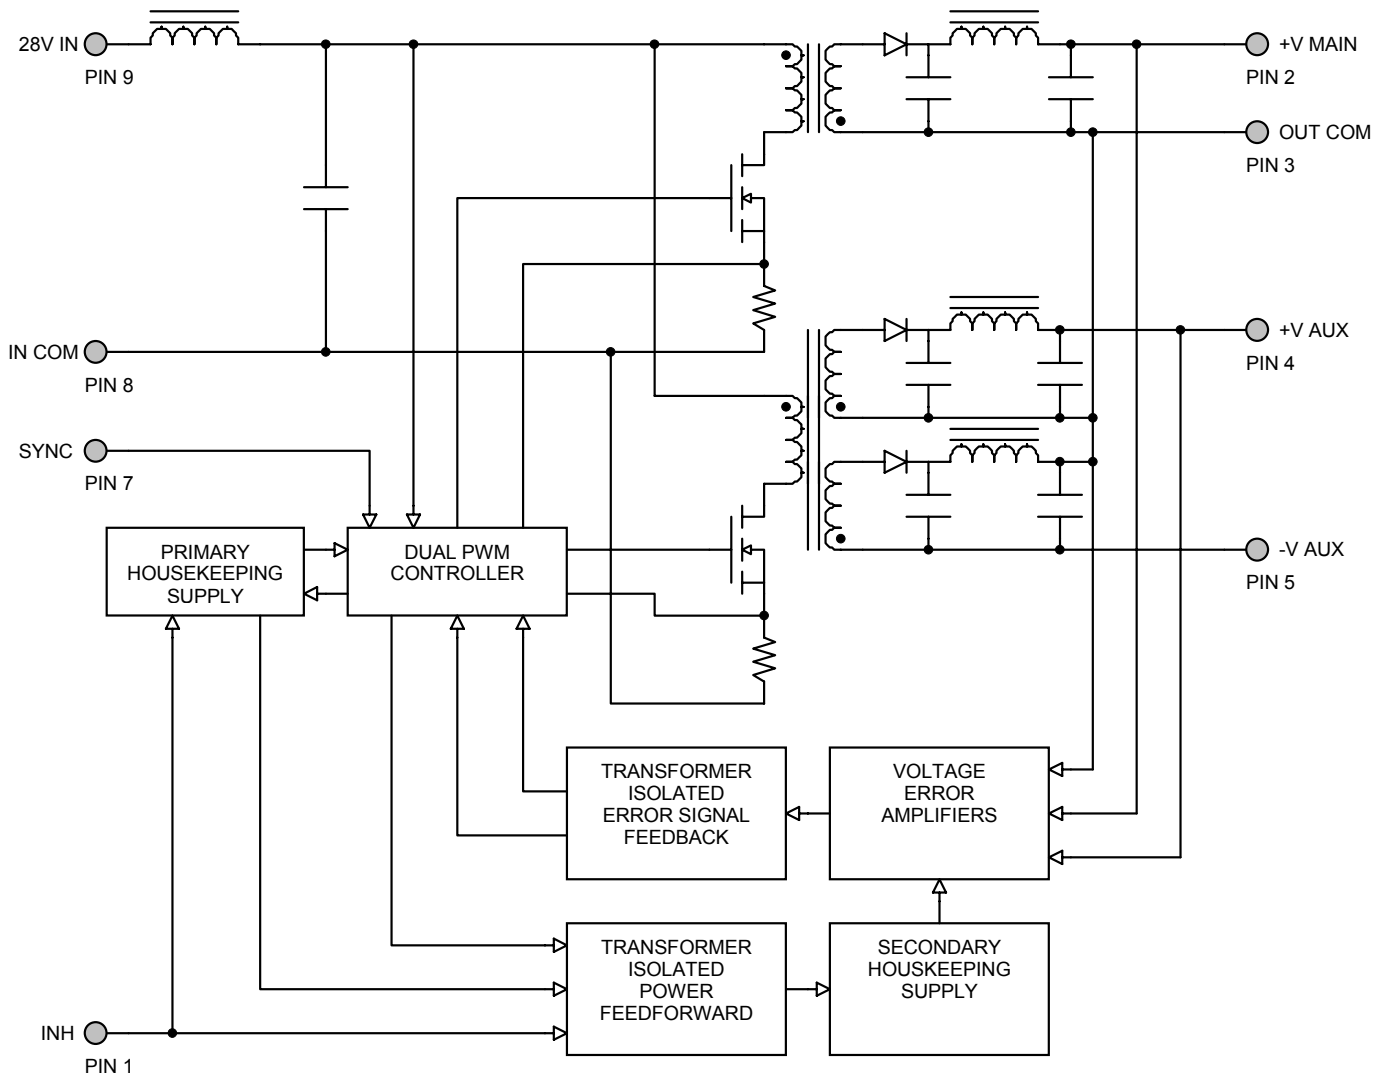 28V IN
PIN 9
+V MAIN
PIN 2
OUT COM
PIN 3
IN COM
PIN 8
+V AUX
PIN 4
SYNC
PIN 7
PRIMARY
HOUSEKEEPING
SUPPLY
DUAL PWM
CONTROLLER
-V AUX
PIN 5
TRANSFORMER
ISOLATED
ERROR SIGNAL
FEEDBACK
VOLTAGE
ERROR
AMPLIFIERS
TRANSFORMER
ISOLATED
POWER
FEEDFORWARD
SECONDARY
HOUSKEEPING
SUPPLY
INH
PIN 1